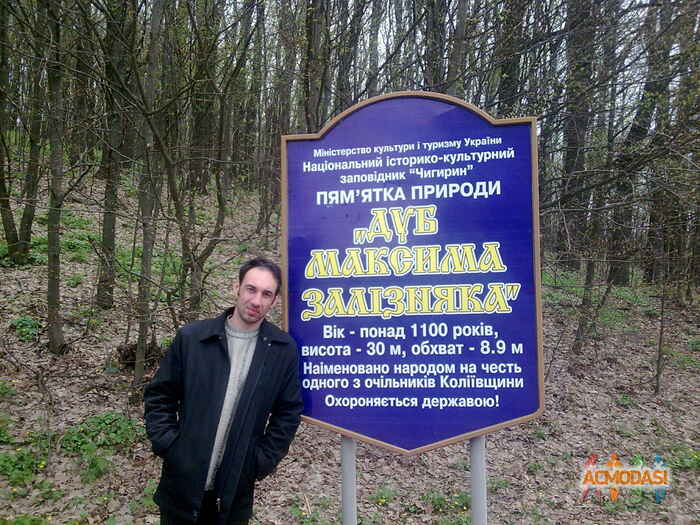 Міністерство культури і туризму України
Національний історико-культурний
заповідник "Чигирин"
ПАМ'ЯТКА ПРИРОДИ
„ДУБ
МАКСИМА
ЗАЛІЗНЯКА"
Вік - понад 1100 років,
висота - 30 м, обхват - 8.9 м
Наіменовано народом на честь
одного з очільників Коліївщини
Охороняється державою!
ACMODASI